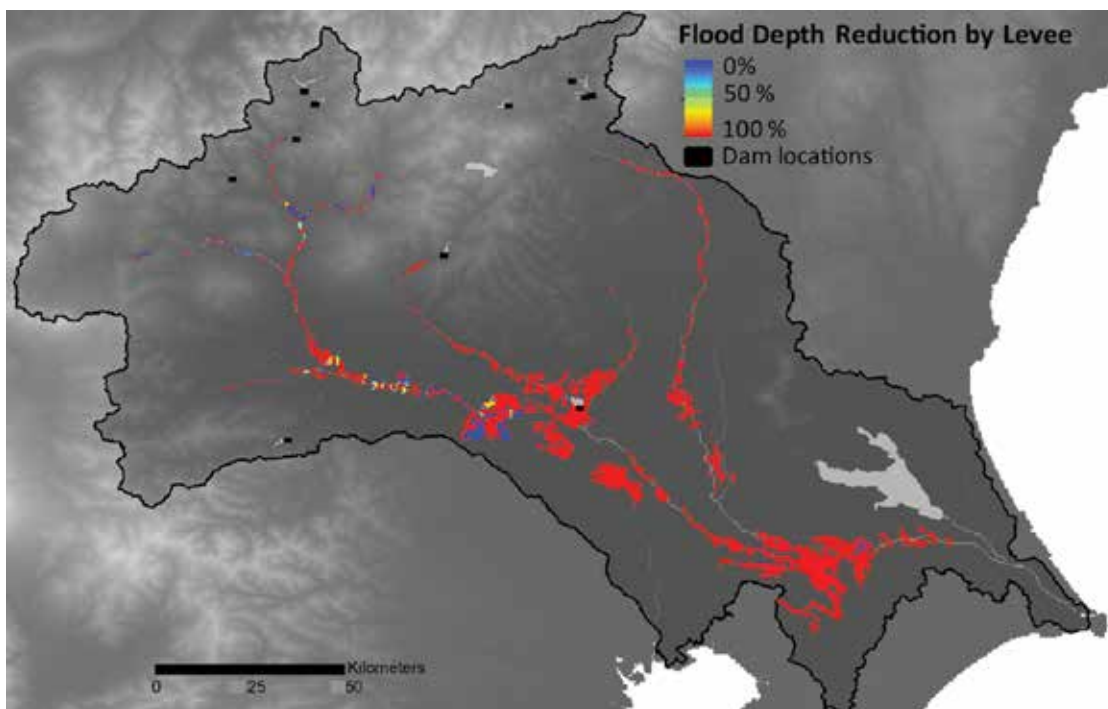 Flood Depth Reduction by Levee
0%
50 %
100 %
Dam locations
Kilometers
0 25 50